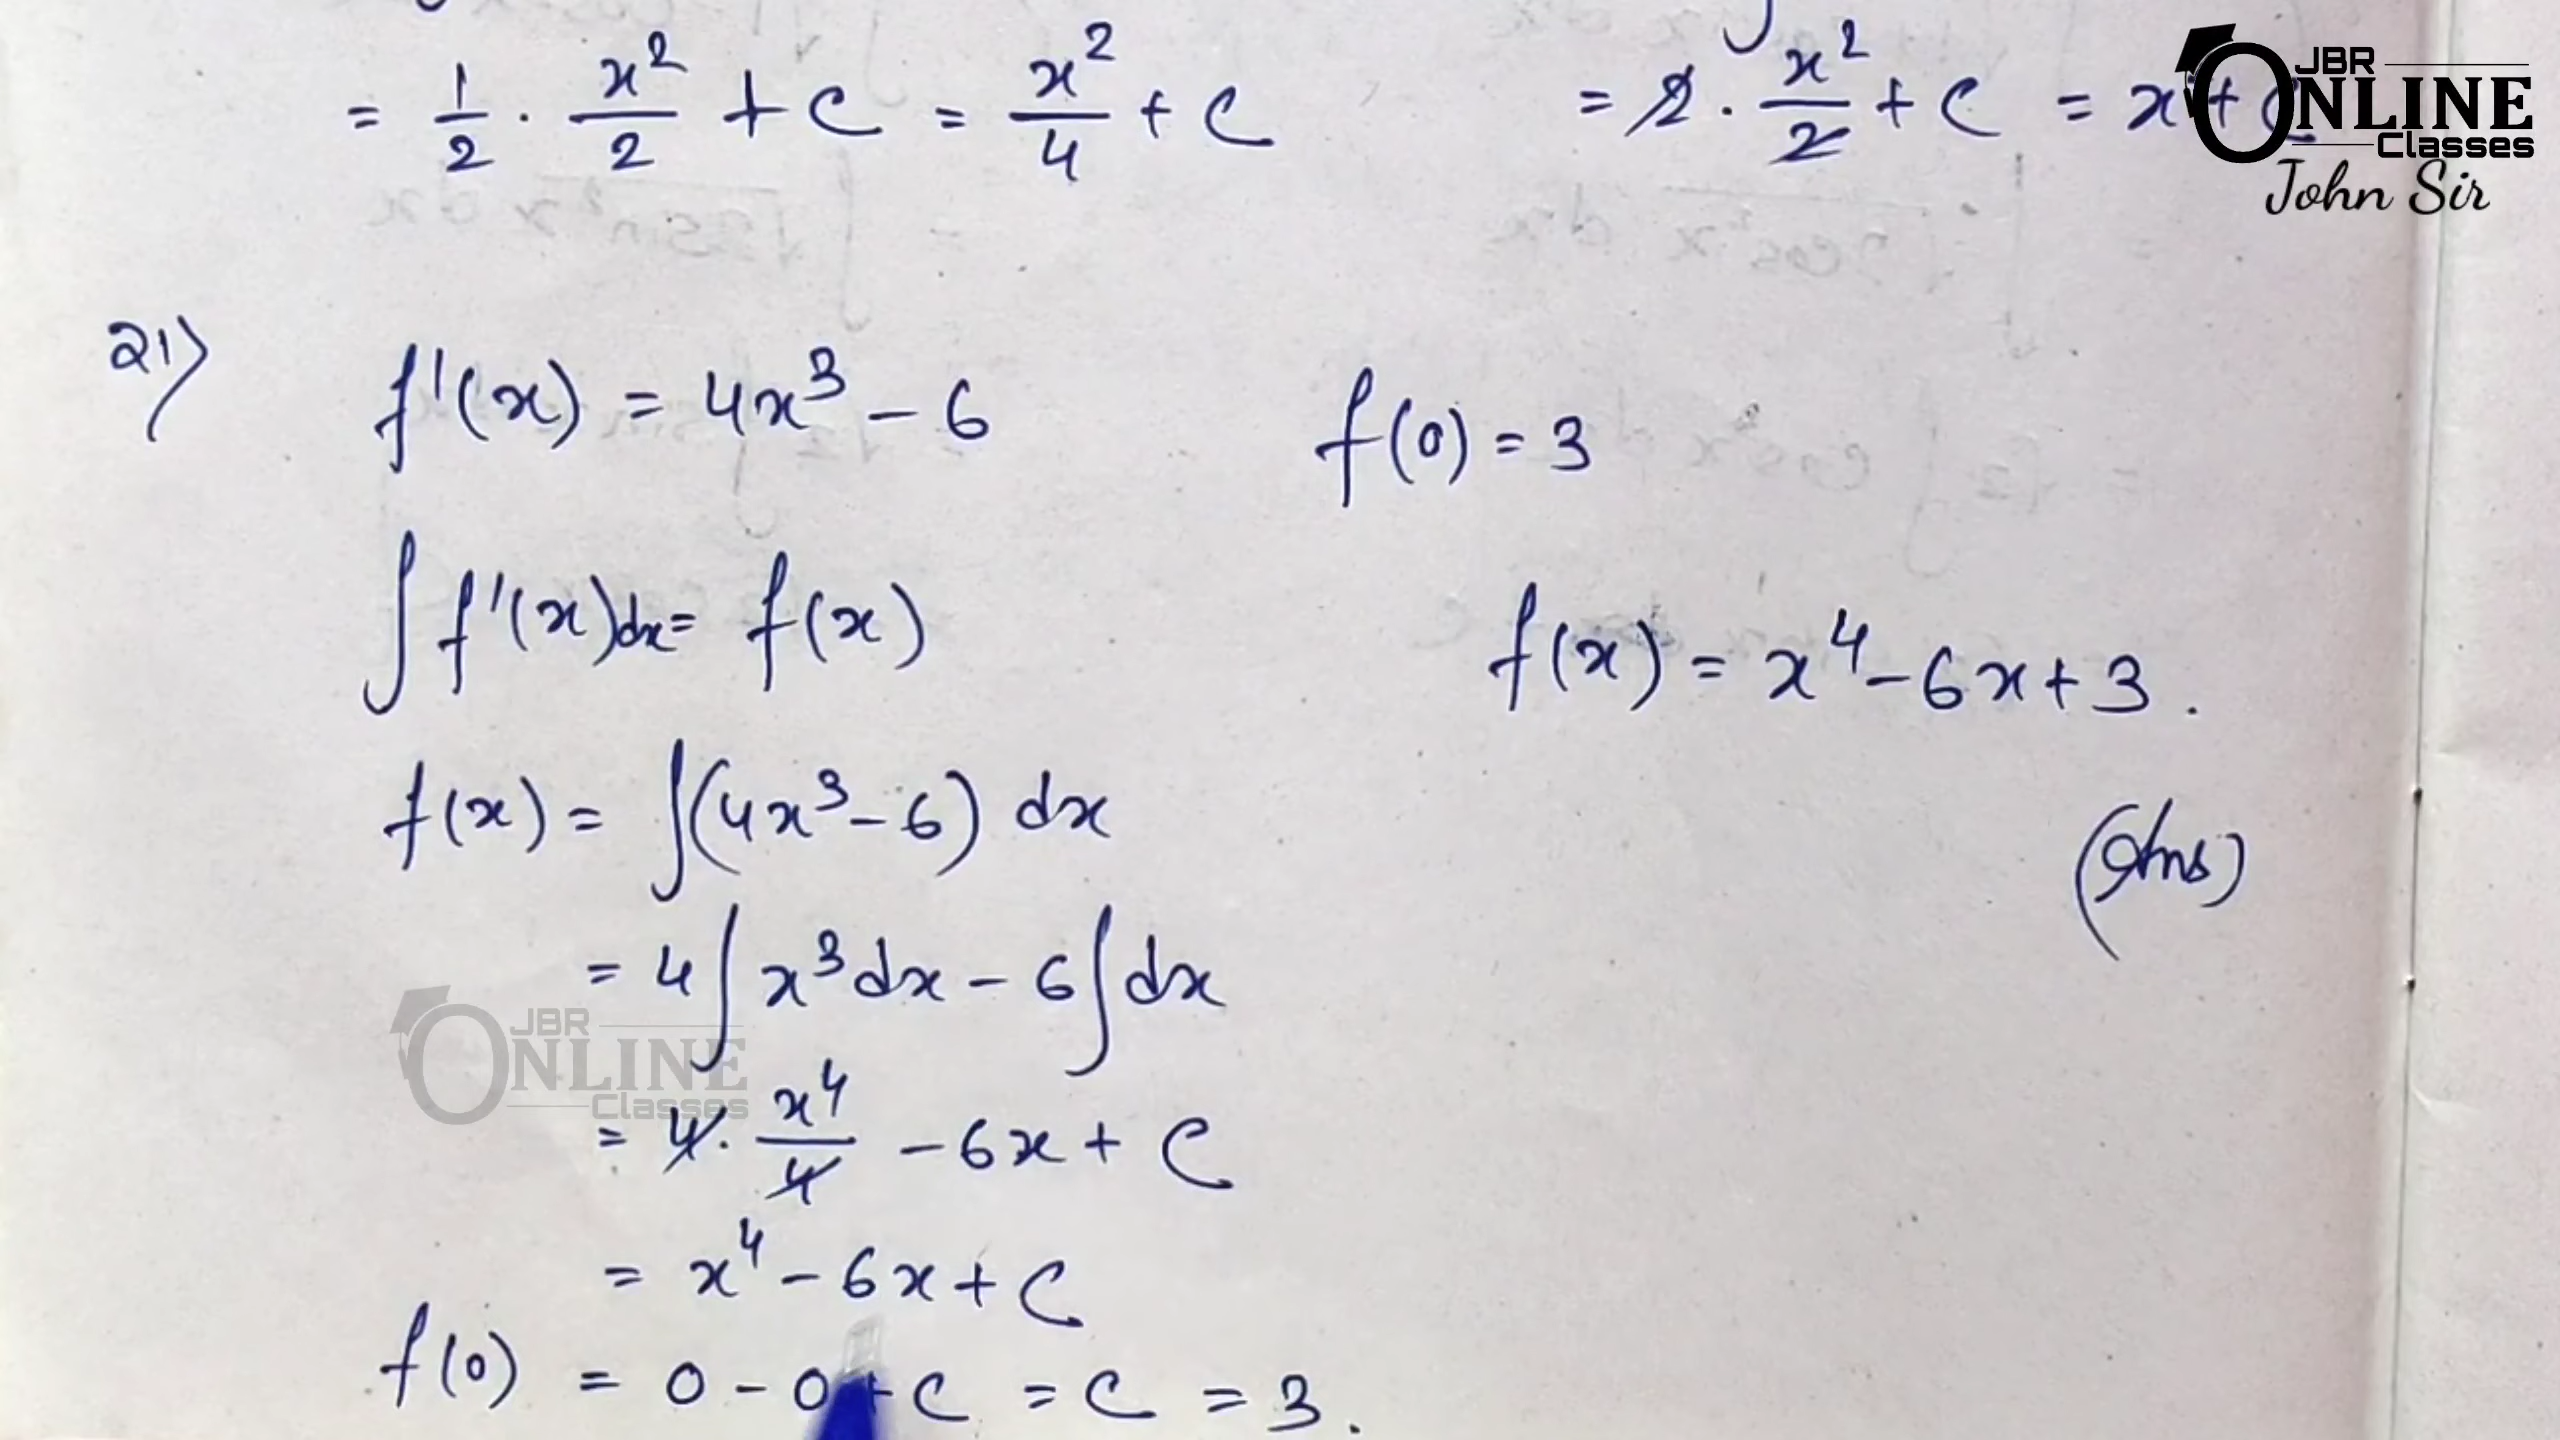 = 1/2 · x²/2 + C = x²/4 + C
= 2 · x²/2 + C = x + C
JBR
ONLINE
Classes
John Sir
21)
f'(x) = 4x³ - 6
f(0) = 3
∫ f'(x)dx = f(x)
f(x) = x⁴ - 6x + 3.
f(x) = ∫(4x³ - 6) dx
(Ans)
= 4∫x³dx - 6∫dx
JBR
ONLINE
Classes
= 4 · x⁴/4 - 6x + C
= x⁴ - 6x + C
f(0) = 0 - 0 + C = C = 3.